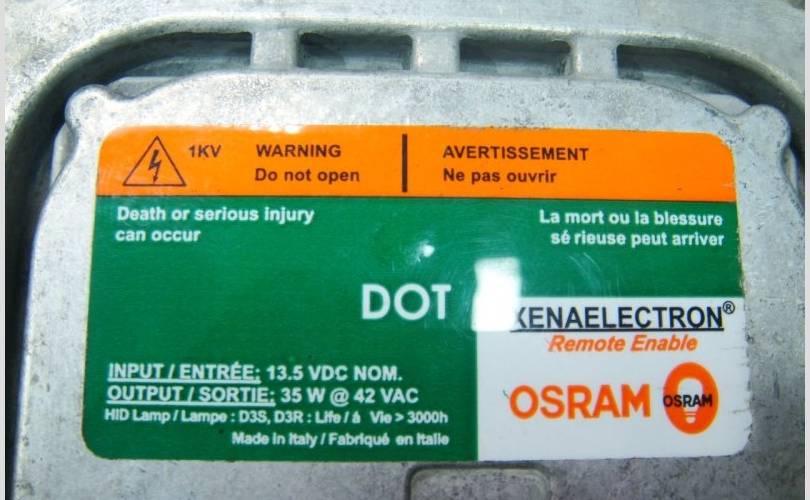 1KV WARNING AVERTISSEMENT
Do not open Ne pas ouvrir
Death or serious injury La mort ou la blessure
can occur sé rieuse peut arriver
DOT
XENAELECTRON®
Remote Enable
INPUT / ENTRÉE: 13.5 VDC NOM.
OUTPUT / SORTIE: 35 W @ 42 VAC
OSRAM OSRAM
HID Lamp / Lampe : D3S, D3R : Life / á Vie > 3000h
Made in Italy / Fabriqué en Italie